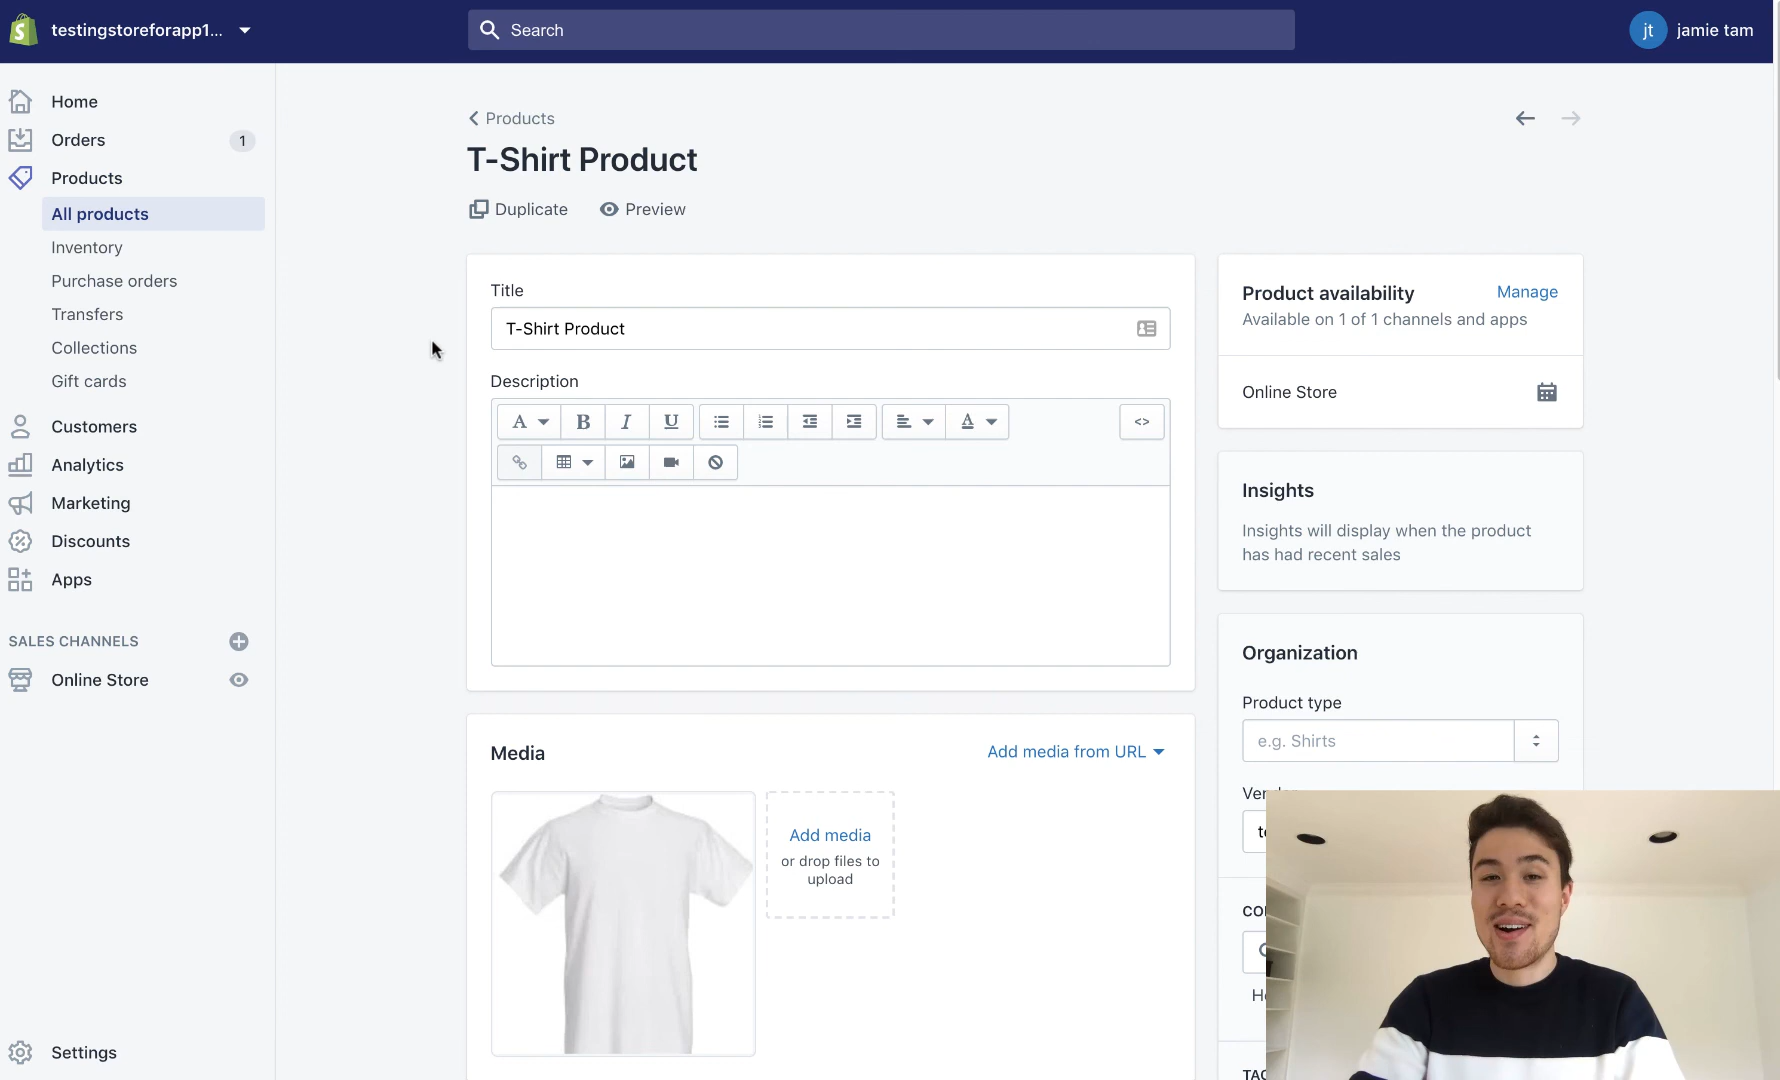 testingstoreforapp1...
Search
jt jamie tam
Home
Orders 1
Products
All products
Inventory
Purchase orders
Transfers
Collections
Gift cards
Customers
Analytics
Marketing
Discounts
Apps
SALES CHANNELS
Online Store
Settings
Products
T-Shirt Product
Duplicate Preview
Title
T-Shirt Product
Description
A B I U A <>
Media Add media from URL
Add media
or drop files to
upload
Product availability Manage
Available on 1 of 1 channels and apps
Online Store
Insights
Insights will display when the product
has had recent sales
Organization
Product type
e.g. Shirts